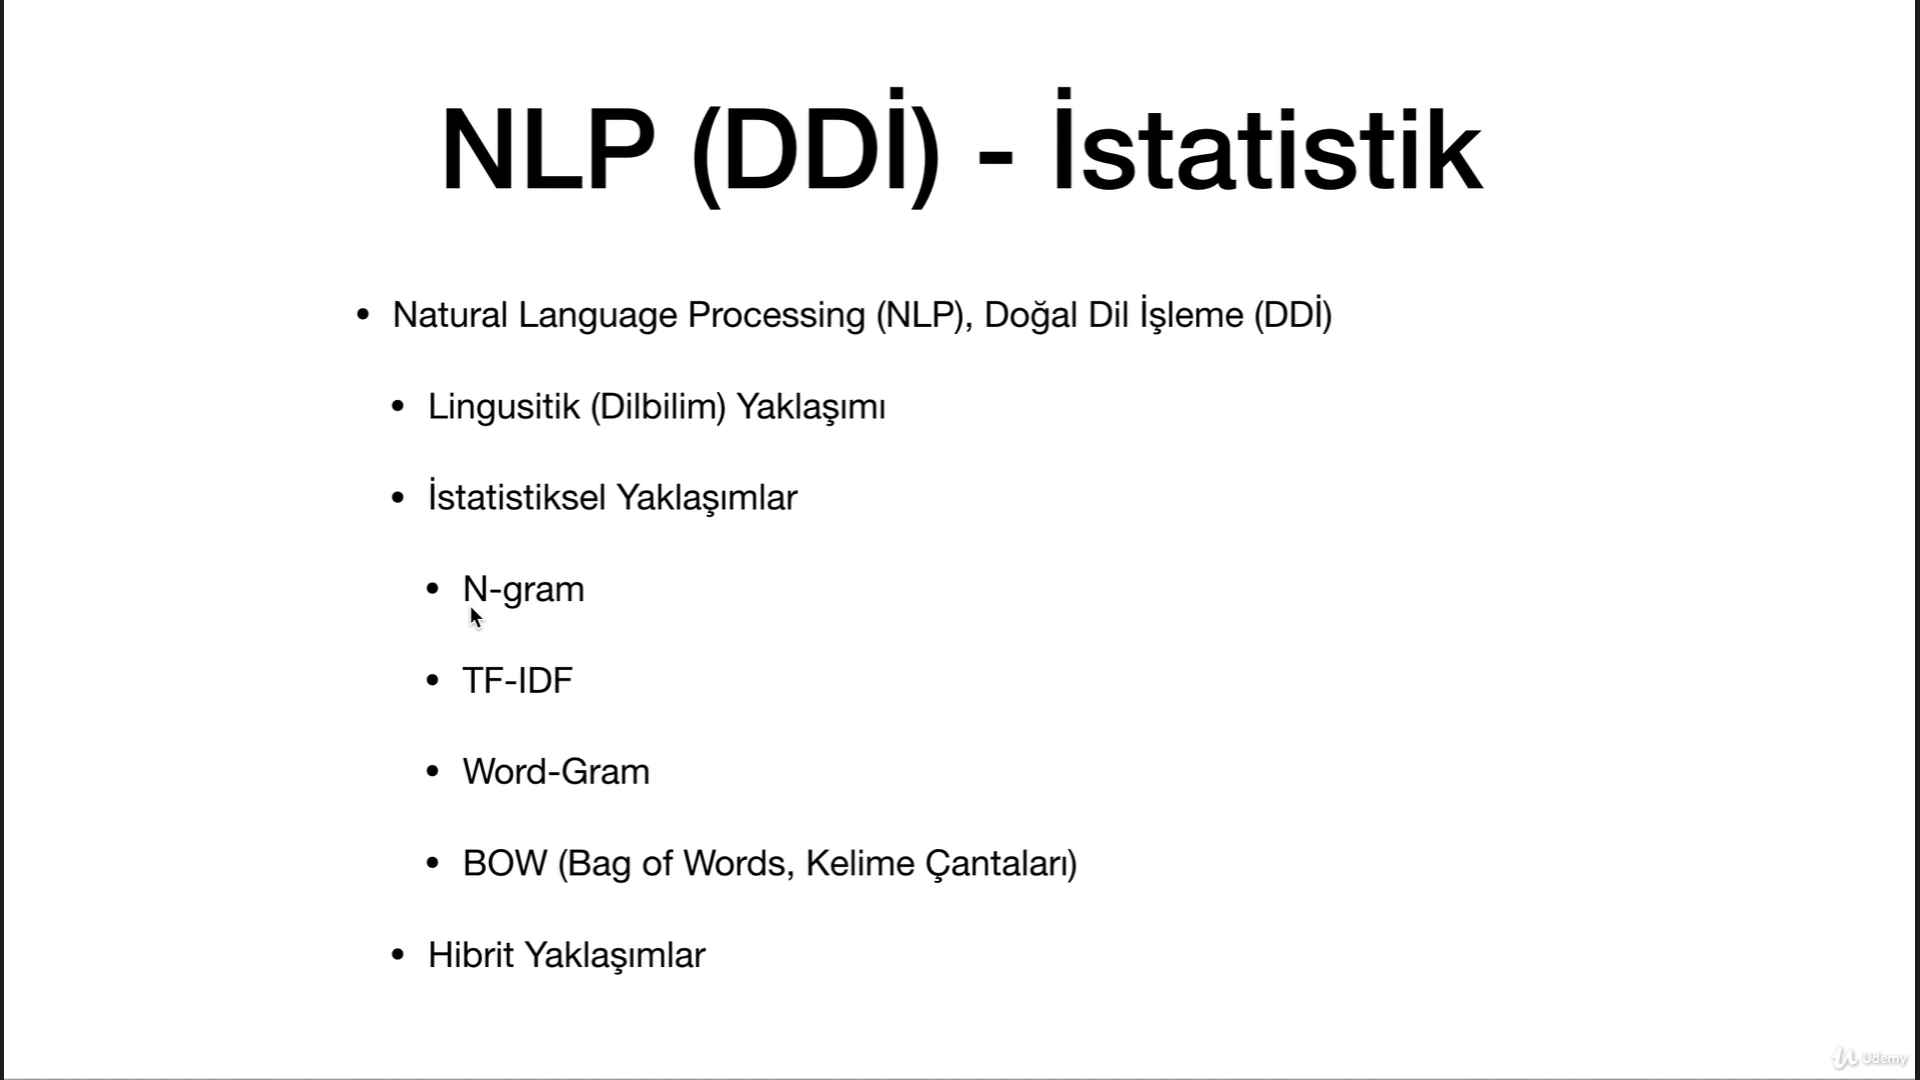 NLP (DDİ) - İstatistik
• Natural Language Processing (NLP), Doğal Dil İşleme (DDİ)
• Lingusitik (Dilbilim) Yaklaşımı
• İstatistiksel Yaklaşımlar
• N-gram
• TF-IDF
• Word-Gram
• BOW (Bag of Words, Kelime Çantaları)
• Hibrit Yaklaşımlar
Udemy